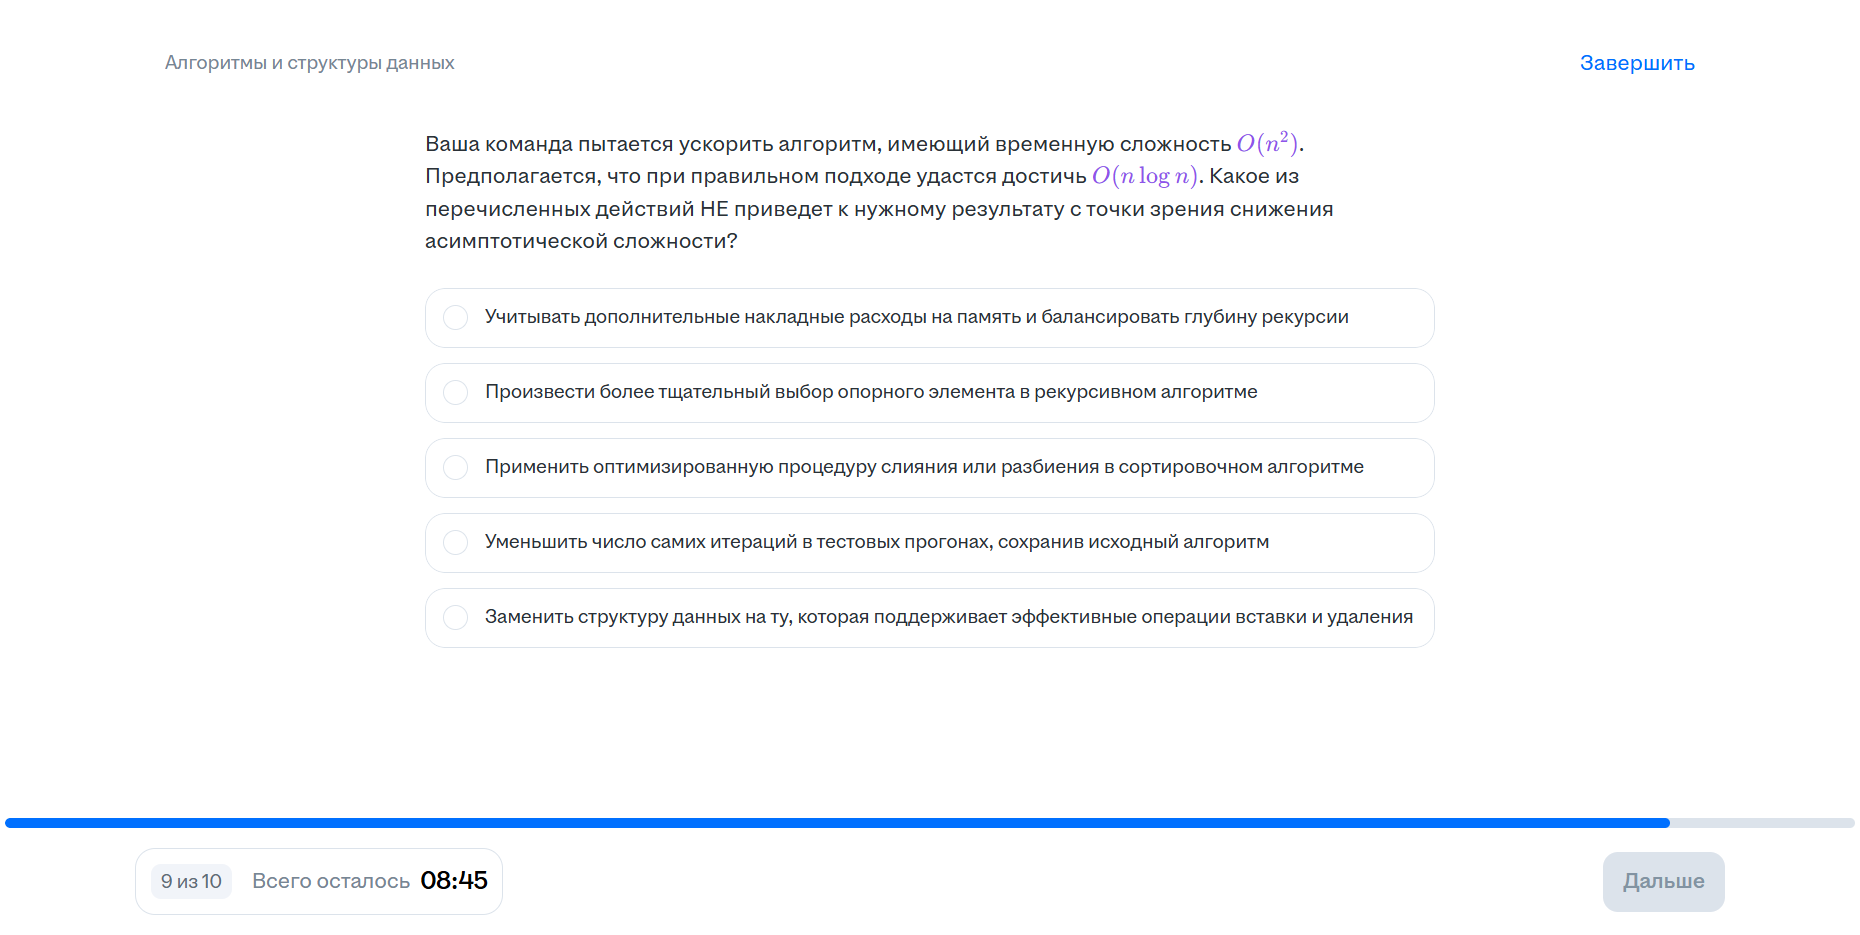 Алгоритмы и структуры данных
Завершить
Ваша команда пытается ускорить алгоритм, имеющий временную сложность O(n²).
Предполагается, что при правильном подходе удастся достичь O(n log n). Какое из
перечисленных действий НЕ приведет к нужному результату с точки зрения снижения
асимптотической сложности?
Учитывать дополнительные накладные расходы на память и балансировать глубину рекурсии
Произвести более тщательный выбор опорного элемента в рекурсивном алгоритме
Применить оптимизированную процедуру слияния или разбиения в сортировочном алгоритме
Уменьшить число самих итераций в тестовых прогонах, сохранив исходный алгоритм
Заменить структуру данных на ту, которая поддерживает эффективные операции вставки и удаления
9 из 10
Всего осталось 08:45
Дальше